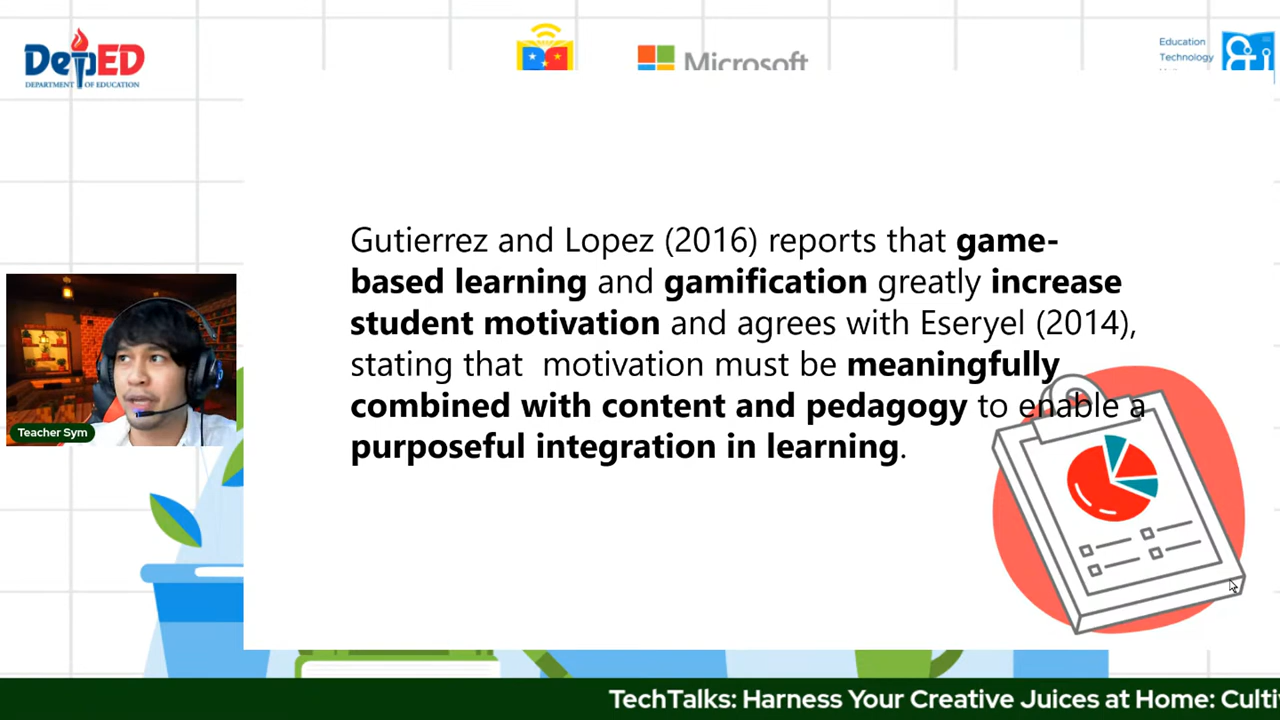 DepED
DEPARTMENT OF EDUCATION
Microsoft
Education
Technology
Gutierrez and Lopez (2016) reports that game-
based learning and gamification greatly increase
student motivation and agrees with Eseryel (2014),
stating that  motivation must be meaningfully
combined with content and pedagogy to enable a
purposeful integration in learning.
Teacher Sym
TechTalks: Harness Your Creative Juices at Home: Culti